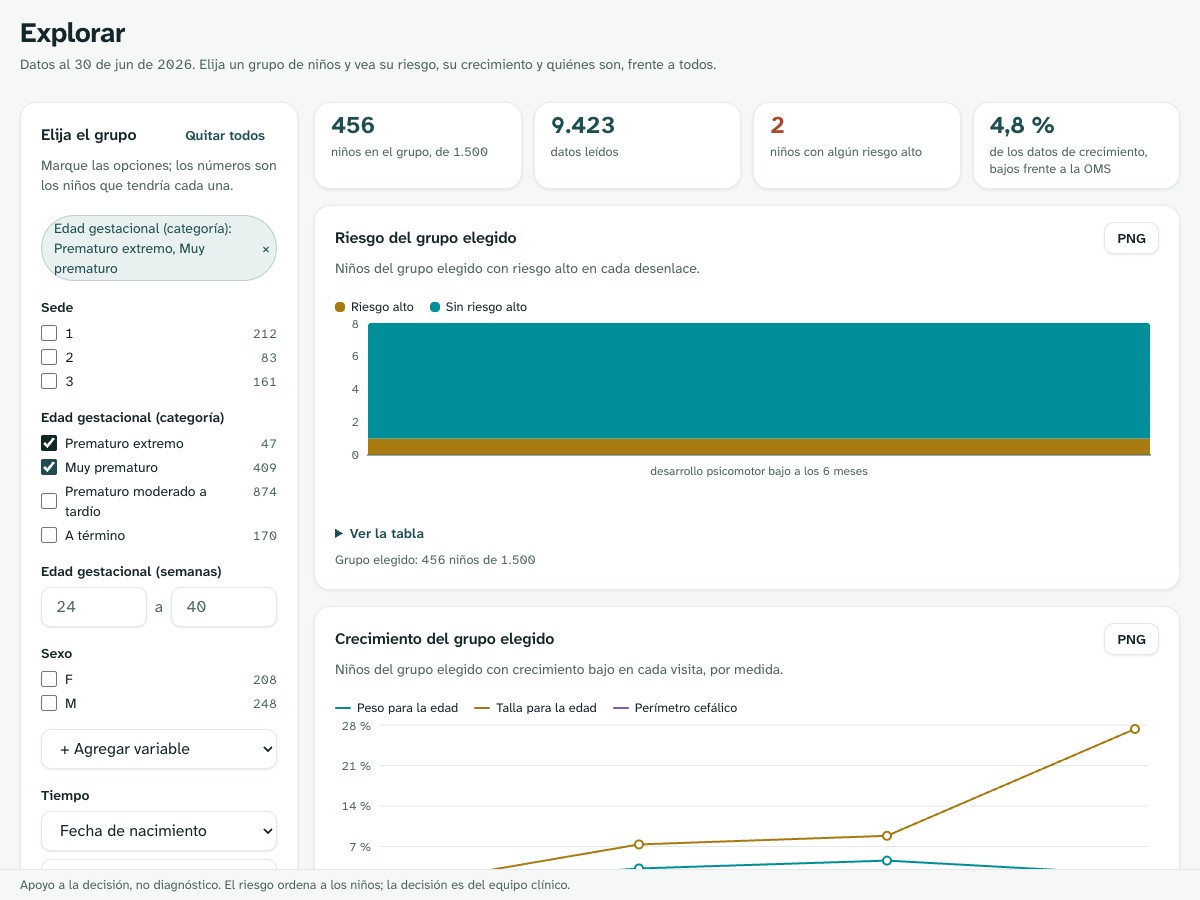 Explorar
Datos al 30 de jun de 2026. Elija un grupo de niños y vea su riesgo, su crecimiento y quiénes son, frente a todos.
Elija el grupo
Quitar todos
Marque las opciones; los números son
los niños que tendría cada una.
Edad gestacional (categoría):
Prematuro extremo, Muy
prematuro
×
Sede
1 212
2 83
3 161
Edad gestacional (categoría)
Prematuro extremo 47
Muy prematuro 409
Prematuro moderado a 874
tardío
A término 170
Edad gestacional (semanas)
24 a 40
Sexo
F 208
M 248
+ Agregar variable
Tiempo
Fecha de nacimiento
456
niños en el grupo, de 1.500
9.423
datos leídos
2
niños con algún riesgo alto
4,8 %
de los datos de crecimiento,
bajos frente a la OMS
Riesgo del grupo elegido
PNG
Niños del grupo elegido con riesgo alto en cada desenlace.
Riesgo alto
Sin riesgo alto
8
6
4
2
0
desarrollo psicomotor bajo a los 6 meses
Ver la tabla
Grupo elegido: 456 niños de 1.500
Crecimiento del grupo elegido
PNG
Niños del grupo elegido con crecimiento bajo en cada visita, por medida.
Peso para la edad
Talla para la edad
Perímetro cefálico
28 %
21 %
14 %
7 %
Apoyo a la decisión, no diagnóstico. El riesgo ordena a los niños; la decisión es del equipo clínico.